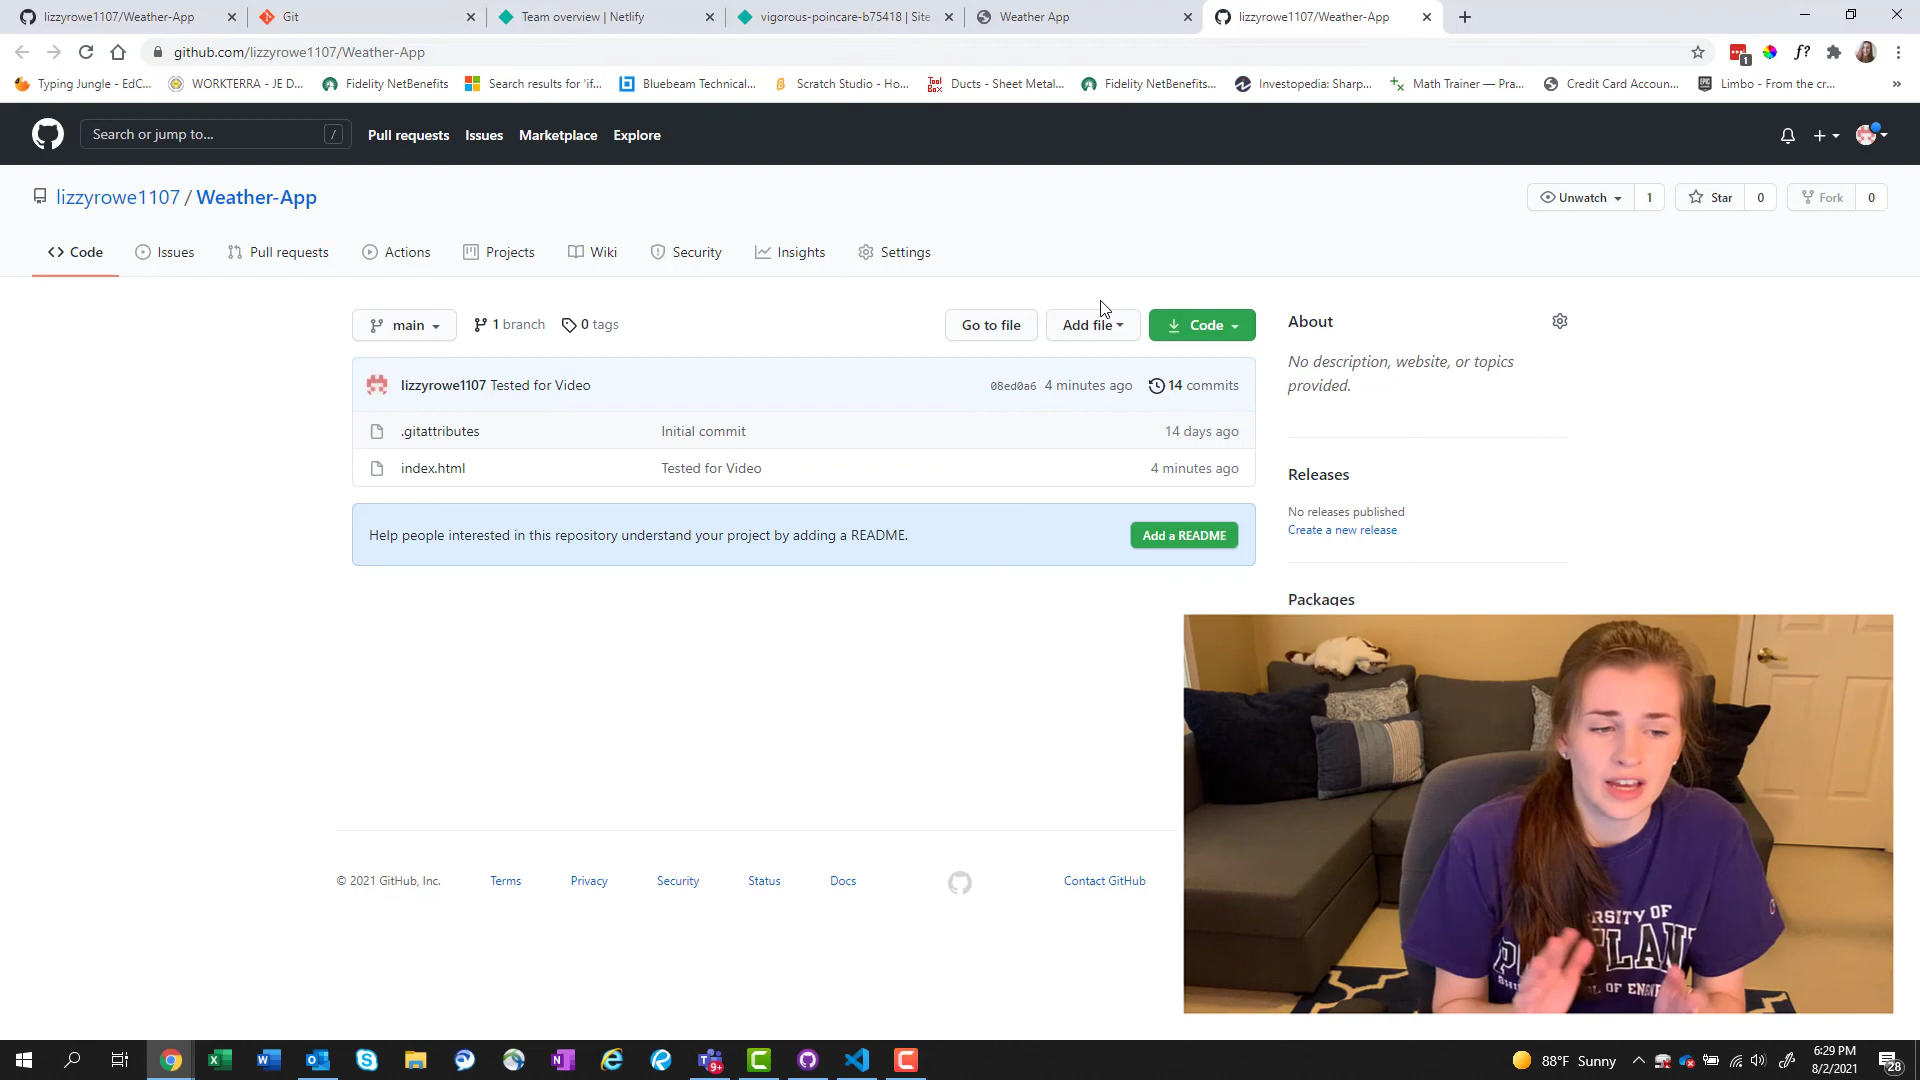 lizzyrowe1107/Weather-App
Git
Team overview | Netlify
vigorous-poincare-b75418 | Site
Weather App
lizzyrowe1107/Weather-App
github.com/lizzyrowe1107/Weather-App
1
f?
Typing Jungle - EdC...
WORKTERRA - JE D...
Fidelity NetBenefits
Search results for 'if...
Bluebeam Technical...
Scratch Studio - Ho...
Ducts - Sheet Metal...
Fidelity NetBenefits...
Investopedia: Sharp...
Math Trainer — Pra...
Credit Card Accoun...
Limbo - From the cr...
»
Search or jump to...
/
Pull requests
Issues
Marketplace
Explore
lizzyrowe1107 / Weather-App
Unwatch
1
Star
0
Fork
0
Code
Issues
Pull requests
Actions
Projects
Wiki
Security
Insights
Settings
main
1 branch
0 tags
Go to file
Add file
Code
About
No description, website, or topics
provided.
lizzyrowe1107 Tested for Video
08ed0a6
4 minutes ago
14 commits
.gitattributes
Initial commit
14 days ago
index.html
Tested for Video
4 minutes ago
Help people interested in this repository understand your project by adding a README.
Add a README
Releases
No releases published
Create a new release
Packages
© 2021 GitHub, Inc.
Terms
Privacy
Security
Status
Docs
Contact GitHub
88°F Sunny
6:29 PM
8/2/2021
28
9+